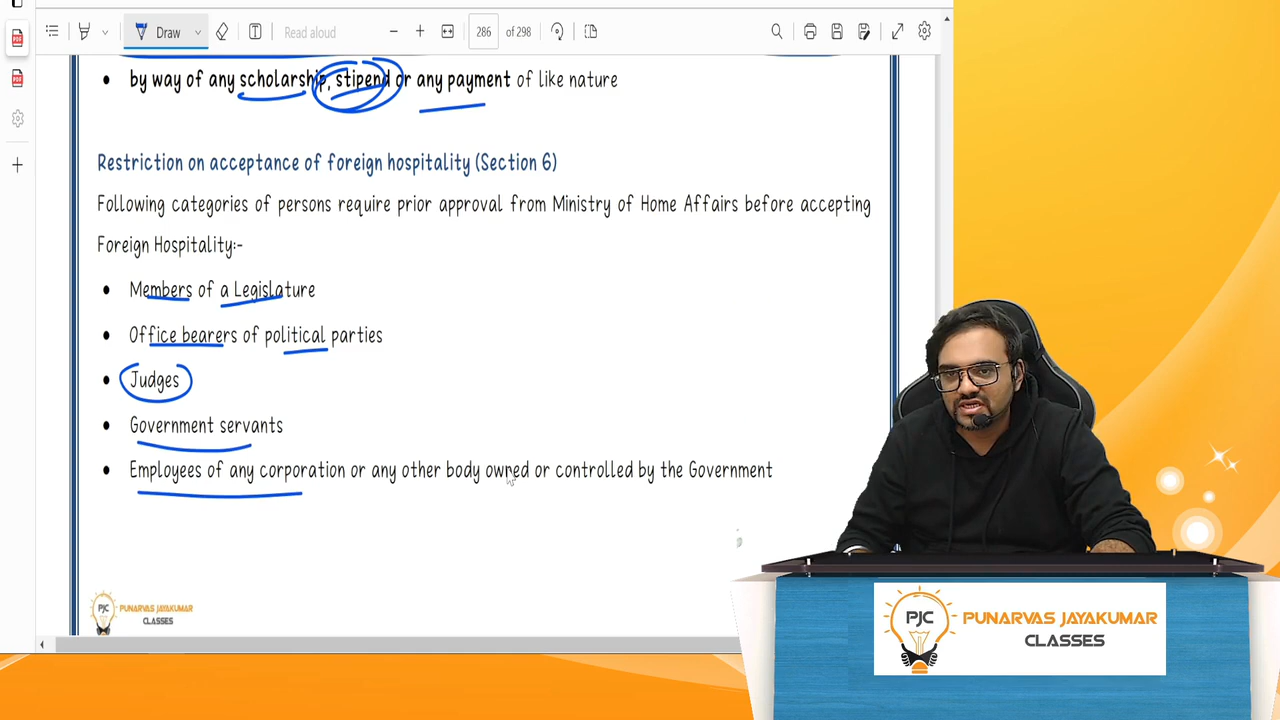 Draw
Read aloud
286 of 298
by way of any scholarship, stipend or any payment of like nature
Restriction on acceptance of foreign hospitality (Section 6)
Following categories of persons require prior approval from Ministry of Home Affairs before accepting
Foreign Hospitality:-
Members of a Legislature
Office bearers of political parties
Judges
Government servants
Employees of any corporation or any other body owned or controlled by the Government
PJC PUNARVAS JAYAKUMAR
CLASSES
PJC PUNARVAS JAYAKUMAR
CLASSES